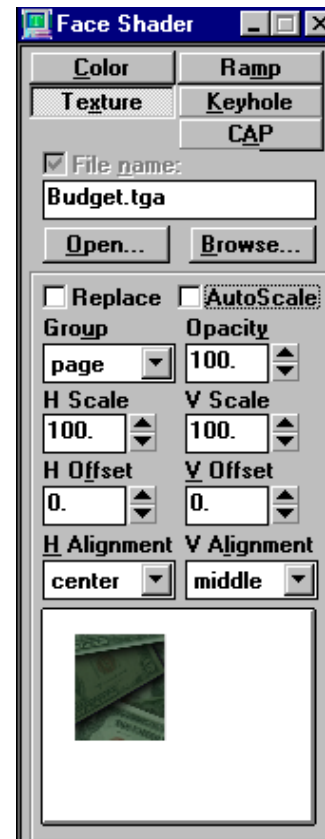 Face Shader
Color Ramp
Texture Keyhole
CAP
File name:
Budget.tga
Open... Browse...
Replace AutoScale
Group Opacity
page 100.
H Scale V Scale
100. 100.
H Offset V Offset
0. 0.
H Alignment V Alignment
center middle